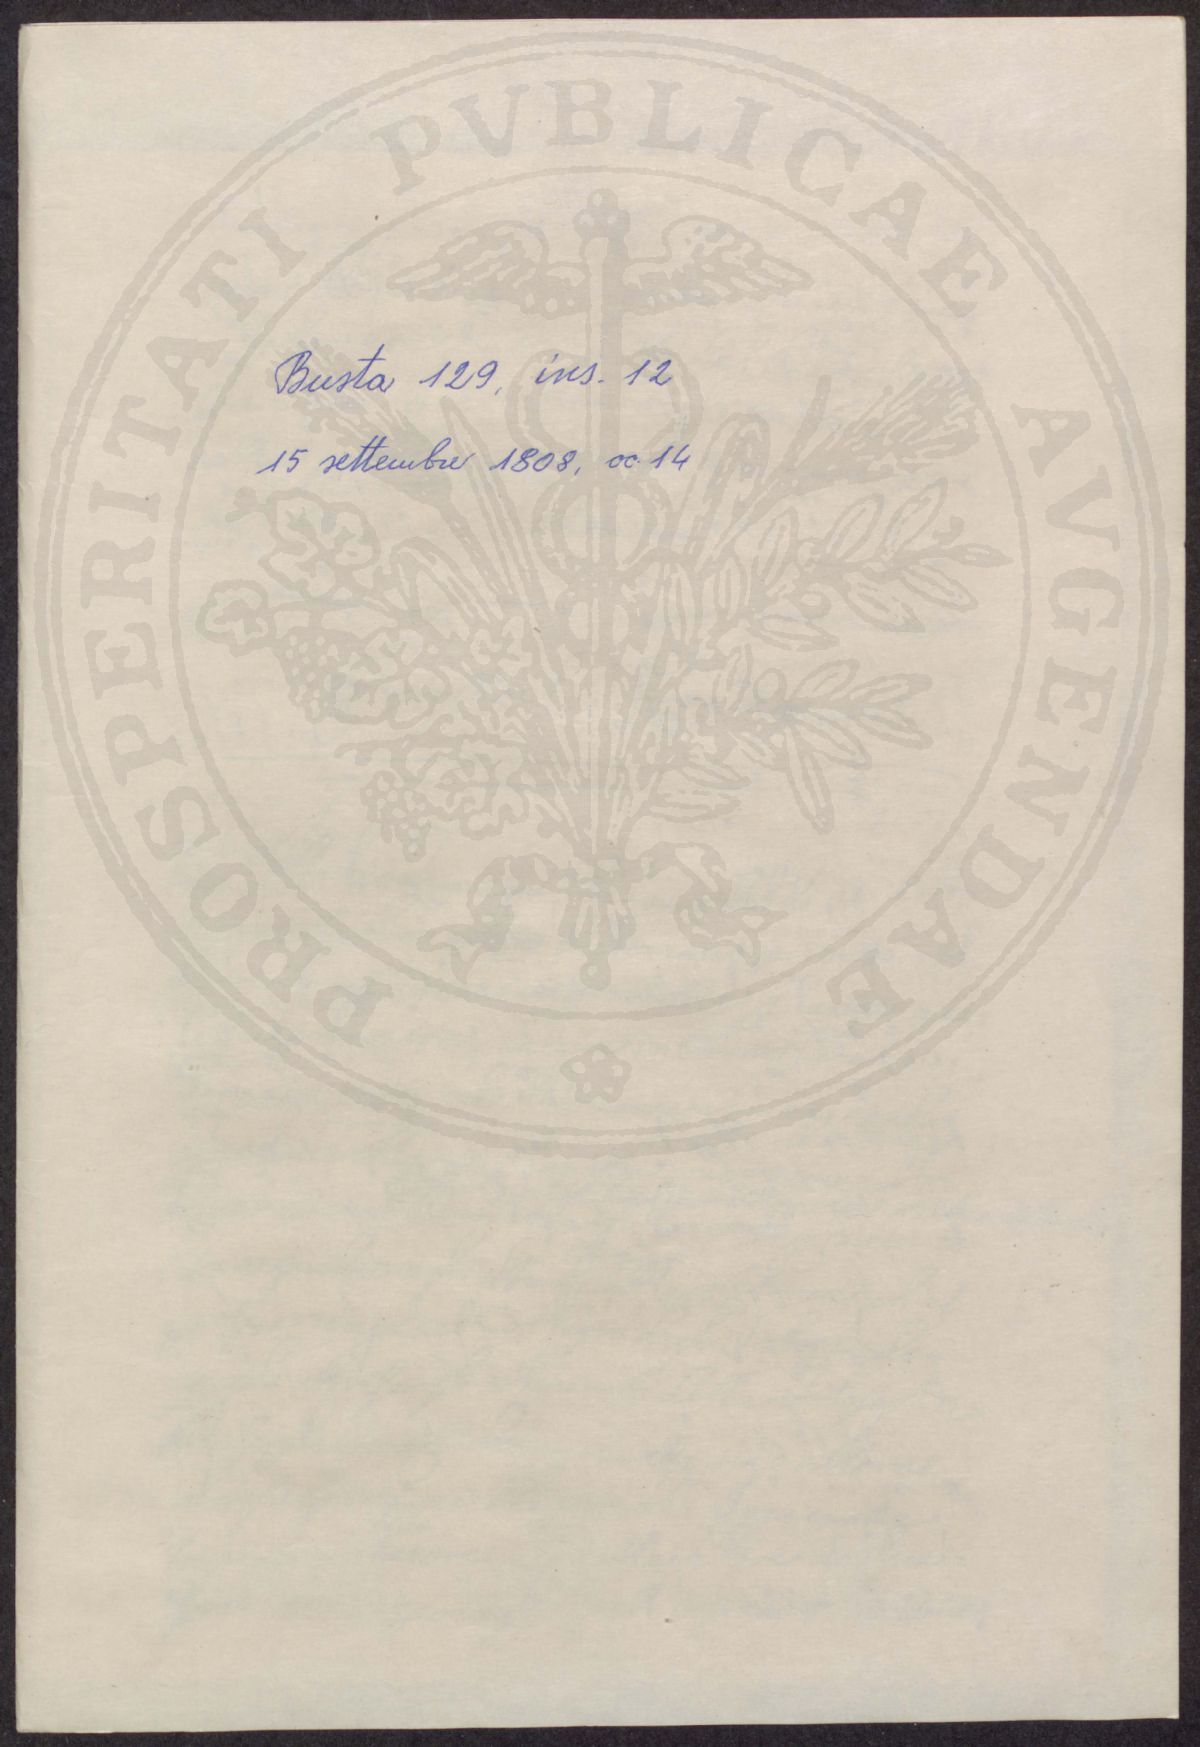 PROSPERITATI PVBLICAE AVGENDAE
Busta 129, ins. 12
15 settembre 1808, cc. 14